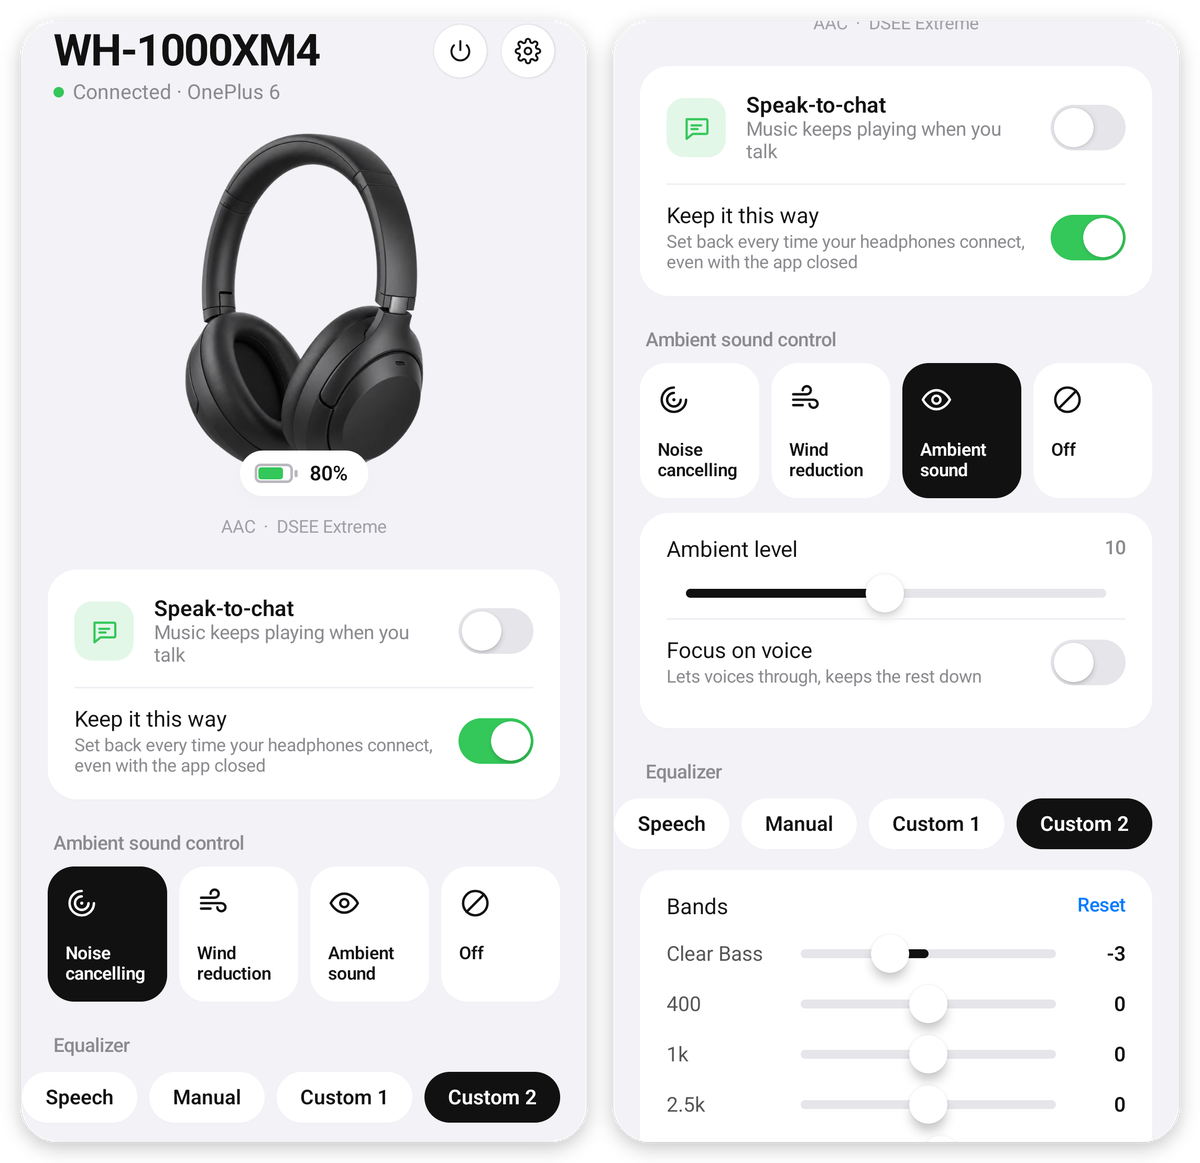 WH-1000XM4
Connected · OnePlus 6
80%
AAC · DSEE Extreme
Speak-to-chat
Music keeps playing when you
talk
Keep it this way
Set back every time your headphones connect,
even with the app closed
Ambient sound control
Noise
cancelling
Wind
reduction
Ambient
sound
Off
Equalizer
Speech
Manual
Custom 1
Custom 2
AAC · DSEE Extreme
Speak-to-chat
Music keeps playing when you
talk
Keep it this way
Set back every time your headphones connect,
even with the app closed
Ambient sound control
Noise
cancelling
Wind
reduction
Ambient
sound
Off
Ambient level 10
Focus on voice
Lets voices through, keeps the rest down
Equalizer
Speech
Manual
Custom 1
Custom 2
Bands Reset
Clear Bass -3
400 0
1k 0
2.5k 0